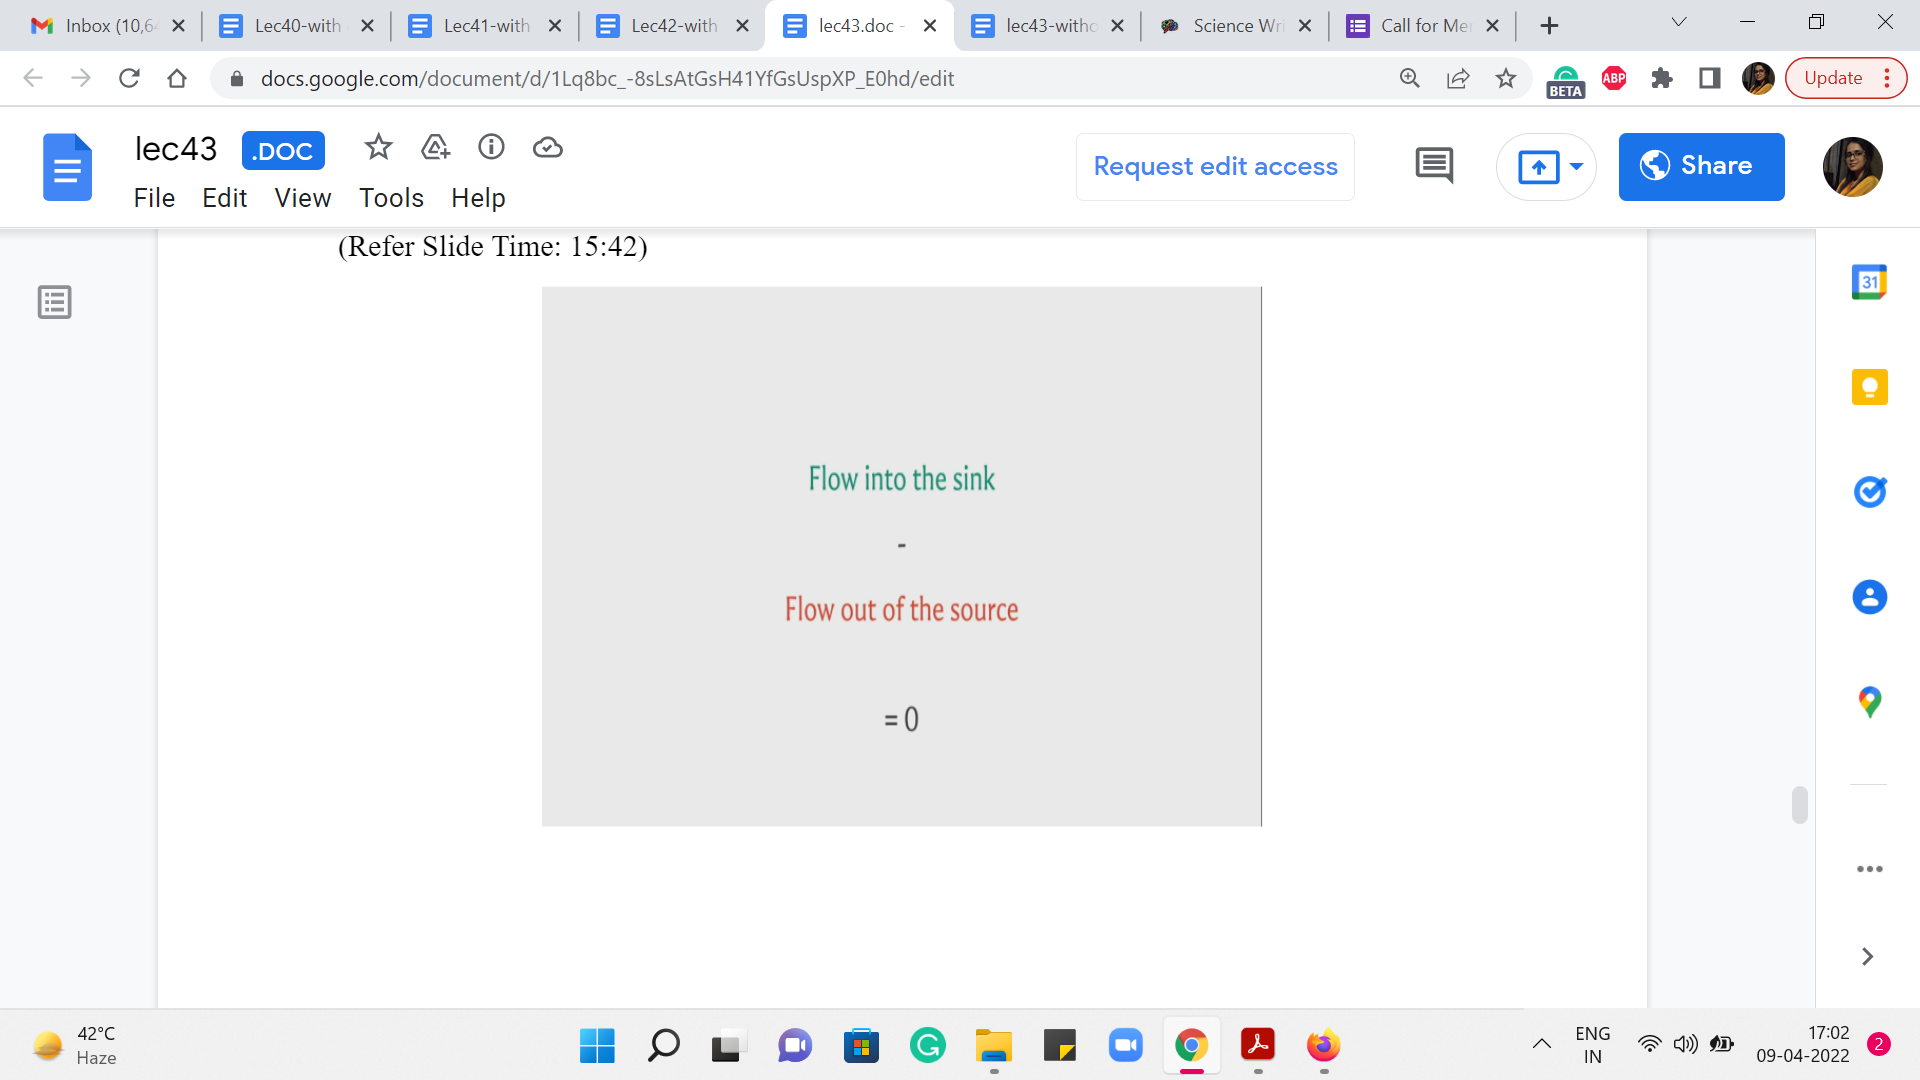 Inbox (10,6
Lec40-with
Lec41-with
Lec42-with
lec43.doc -
lec43-witho
Science Wri
Call for Me
docs.google.com/document/d/1Lq8bc_-8sLsAtGsH41YfGsUspXP_E0hd/edit
BETA
ABP
Update
lec43
.DOC
File Edit View Tools Help
Request edit access
Share
(Refer Slide Time: 15:42)
Flow into the sink
-
Flow out of the source
= 0
31
42°C
Haze
ENG
IN
17:02
09-04-2022
2